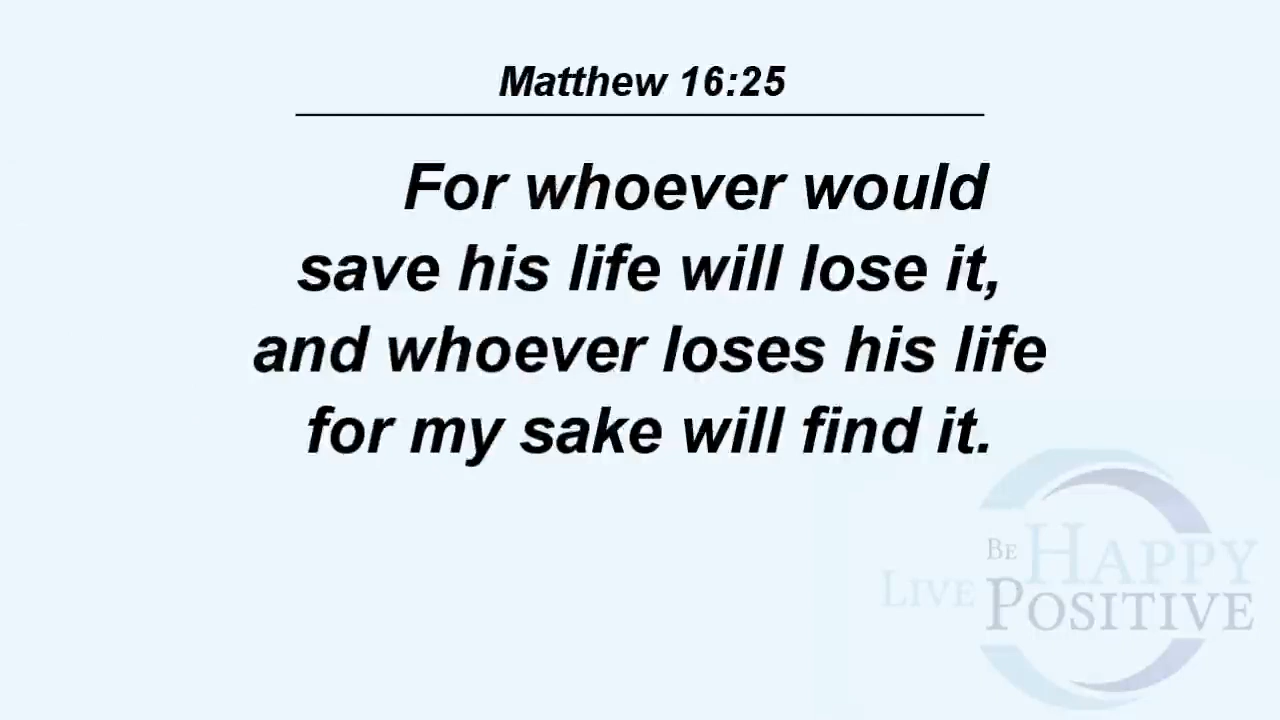 Matthew 16:25
For whoever would
save his life will lose it,
and whoever loses his life
for my sake will find it.
Be Happy
Live Positive